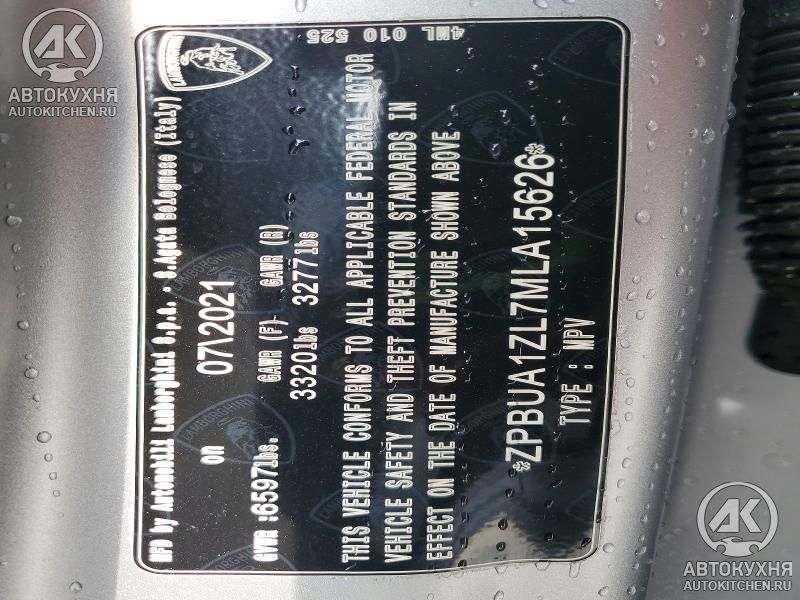 LAMBORGHINI
MFD by Automobili Lamborghini S.p.A. - S.Agata Bolognese (Italy)
on
07\2021
GVWR :6597lbs. GAWR (F)- GAWR (R)
3320lbs 3277lbs
THIS VEHICLE CONFORMS TO ALL APPLICABLE FEDERAL MOTOR
VEHICLE SAFETY AND THEFT PREVENTION STANDARDS IN
EFFECT ON THE DATE OF MANUFACTURE SHOWN ABOVE
*ZPBUA1ZL7MLA15626*
TYPE : MPV
4ML 010 525
АВТОКУХНЯ
AUTOKITCHEN.RU
АВТОКУХНЯ
AUTOKITCHEN.RU